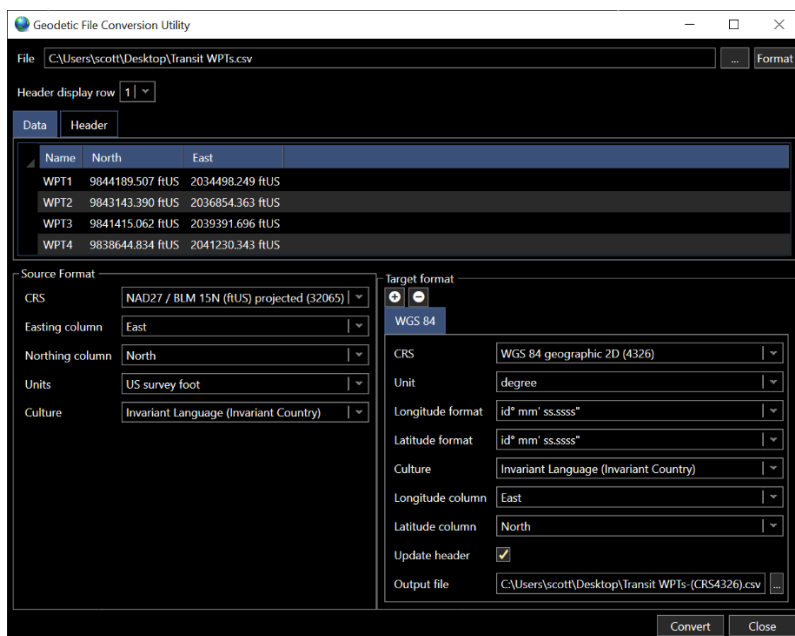 Geodetic File Conversion Utility
File C:\Users\scott\Desktop\Transit WPTs.csv ... Format
Header display row 1
Data Header
Name North East
WPT1 9844189.507 ftUS 2034498.249 ftUS
WPT2 9843143.390 ftUS 2036854.363 ftUS
WPT3 9841415.062 ftUS 2039391.696 ftUS
WPT4 9838644.834 ftUS 2041230.343 ftUS
Source Format
CRS NAD27 / BLM 15N (ftUS) projected (32065)
Easting column East
Northing column North
Units US survey foot
Culture Invariant Language (Invariant Country)
Target format
WGS 84
CRS WGS 84 geographic 2D (4326)
Unit degree
Longitude format id° mm' ss.ssss"
Latitude format id° mm' ss.ssss"
Culture Invariant Language (Invariant Country)
Longitude column East
Latitude column North
Update header
Output file C:\Users\scott\Desktop\Transit WPTs-(CRS4326).csv ...
Convert Close